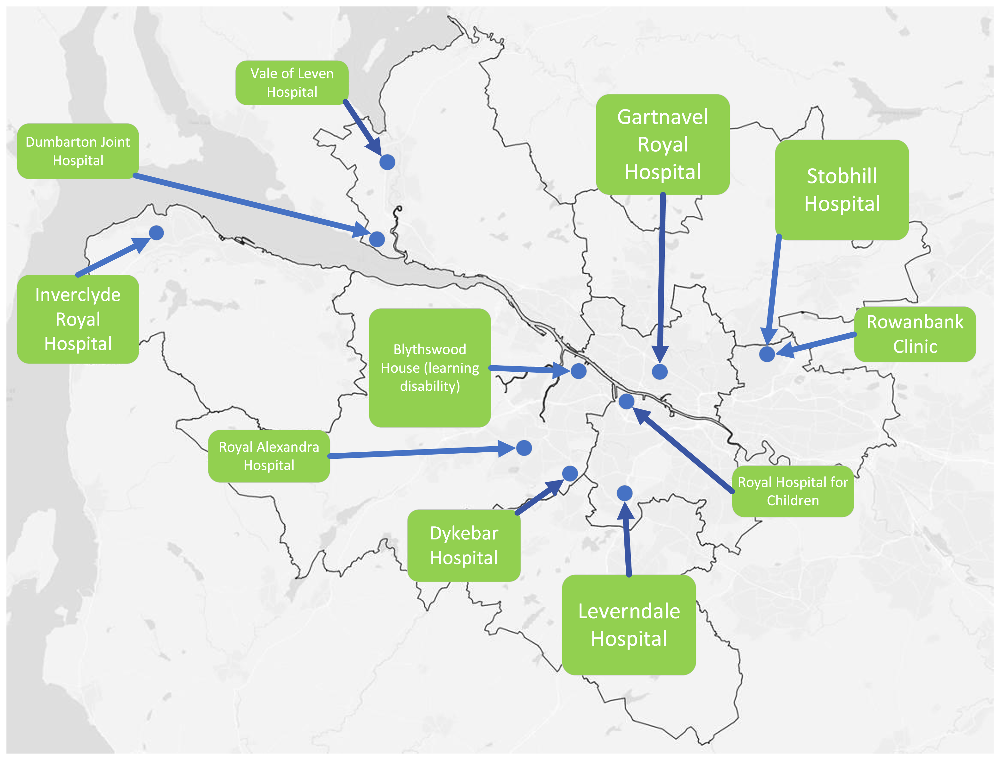 Vale of Leven
Hospital
Dumbarton Joint
Hospital
Gartnavel
Royal
Hospital
Stobhill
Hospital
Inverclyde
Royal
Hospital
Blythswood
House (learning
disability)
Rowanbank
Clinic
Royal Alexandra
Hospital
Royal Hospital for
Children
Dykebar
Hospital
Leverndale
Hospital